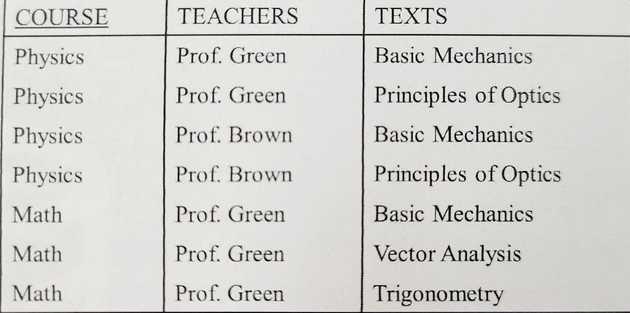 COURSE TEACHERS TEXTS
Physics Prof. Green Basic Mechanics
Physics Prof. Green Principles of Optics
Physics Prof. Brown Basic Mechanics
Physics Prof. Brown Principles of Optics
Math Prof. Green Basic Mechanics
Math Prof. Green Vector Analysis
Math Prof. Green Trigonometry